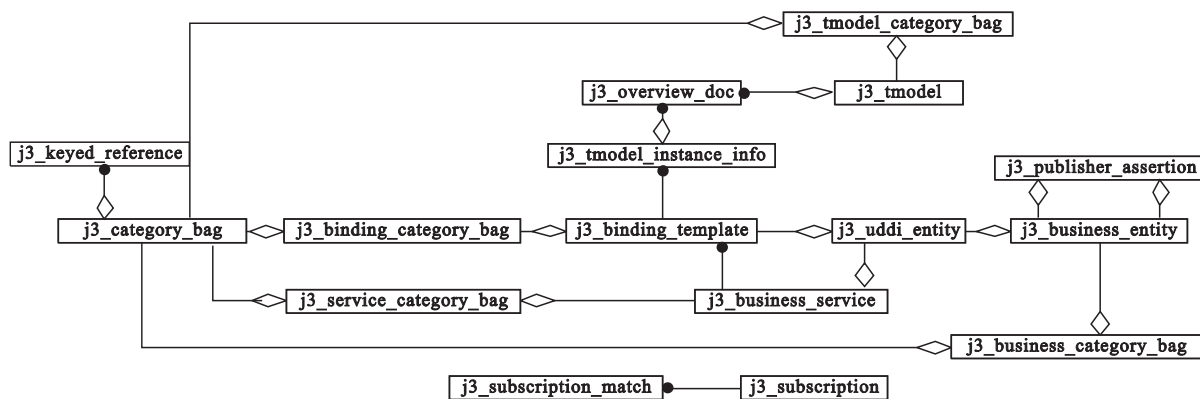 j3_tmodel_category_bag
j3_overview_doc
j3_tmodel
j3_keyed_reference
j3_tmodel_instance_info
j3_publisher_assertion
j3_category_bag
j3_binding_category_bag
j3_binding_template
j3_uddi_entity
j3_business_entity
j3_service_category_bag
j3_business_service
j3_business_category_bag
j3_subscription_match
j3_subscription